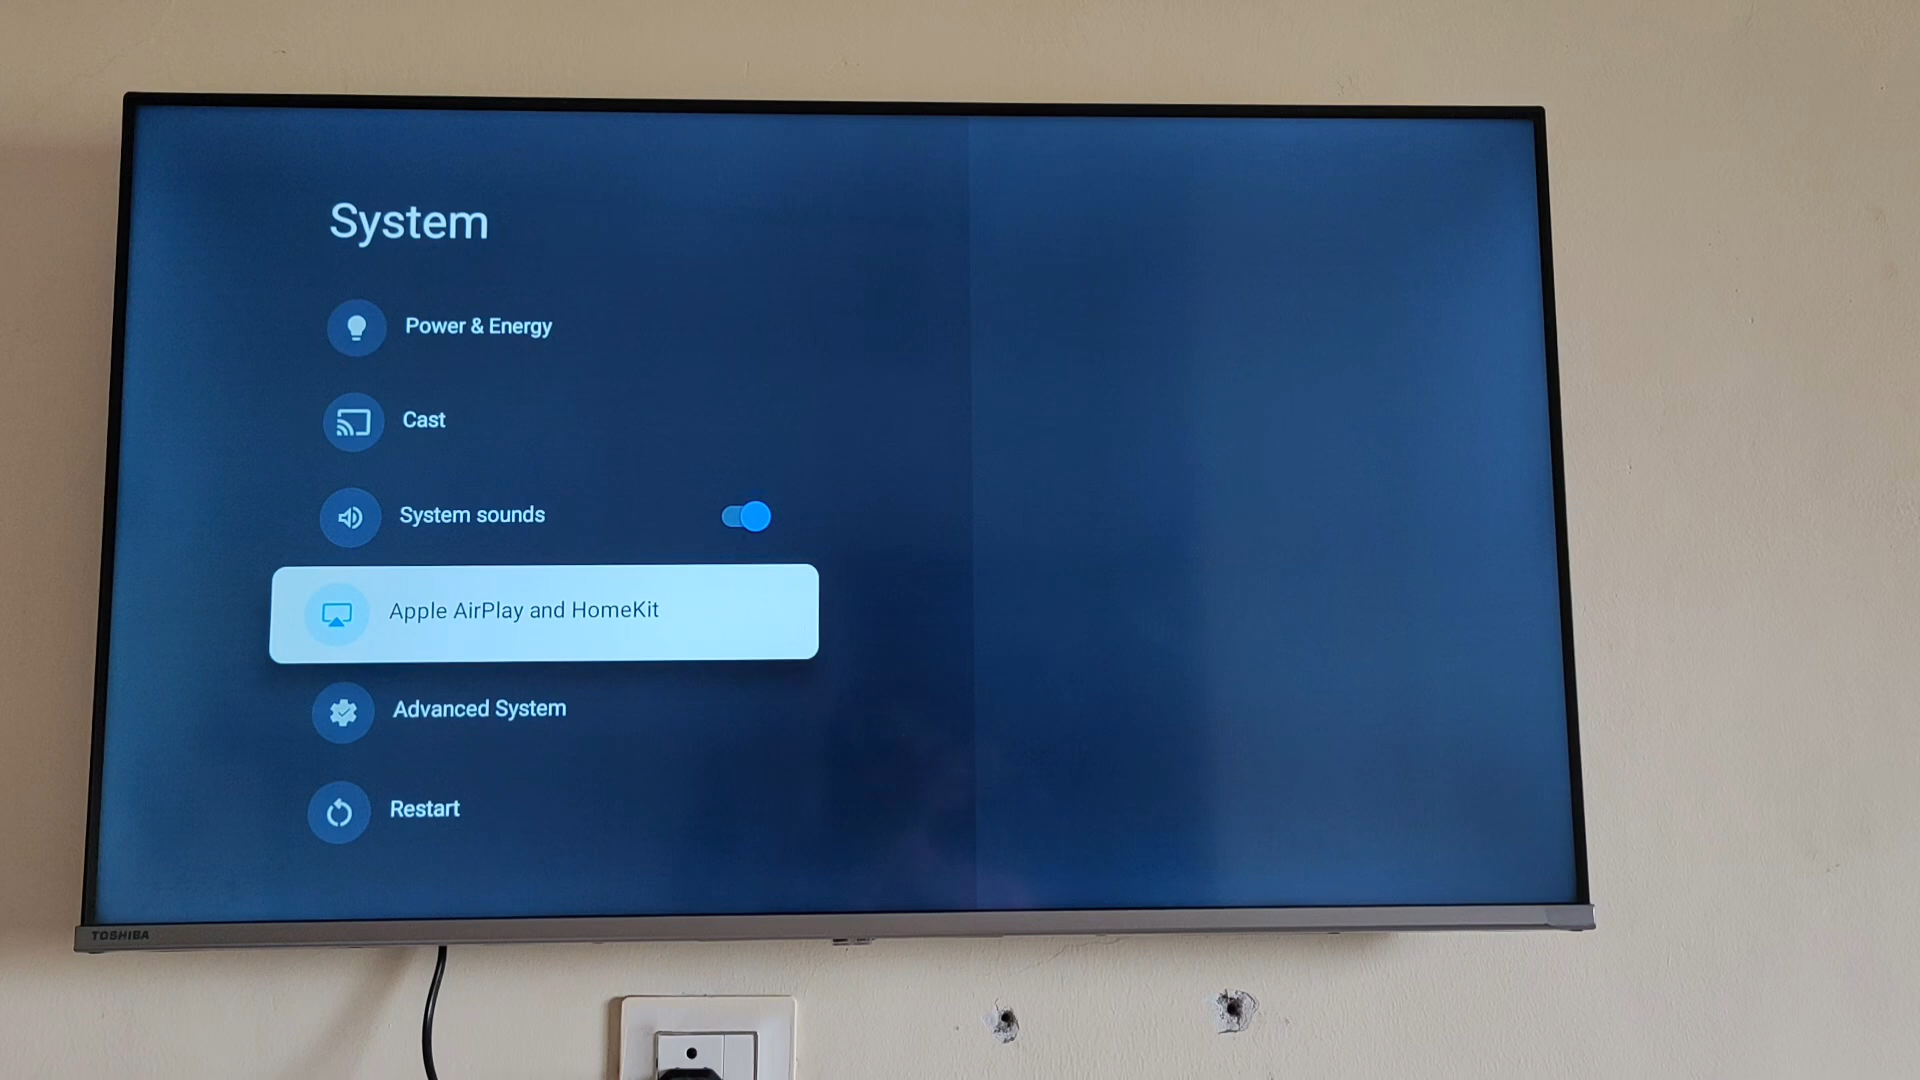 System
Power & Energy
Cast
System sounds
Apple AirPlay and HomeKit
Advanced System
Restart
TOSHIBA